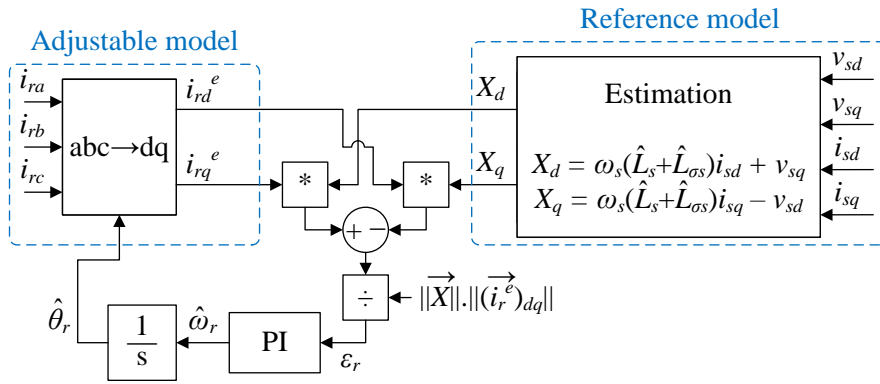 Adjustable model
Reference model
i_ra
i_rb
i_rc
abc→dq
i_rd^e
i_rq^e
X_d
X_q
Estimation
X_d = ω_s(L̂_s+L̂_σs)i_sd + v_sq
X_q = ω_s(L̂_s+L̂_σs)i_sq – v_sd
v_sd
v_sq
i_sd
i_sq
*
*
+ –
÷
||X⃗||.||(i⃗_r^e)_dq||
ε_r
PI
ω̂_r
1/s
θ̂_r